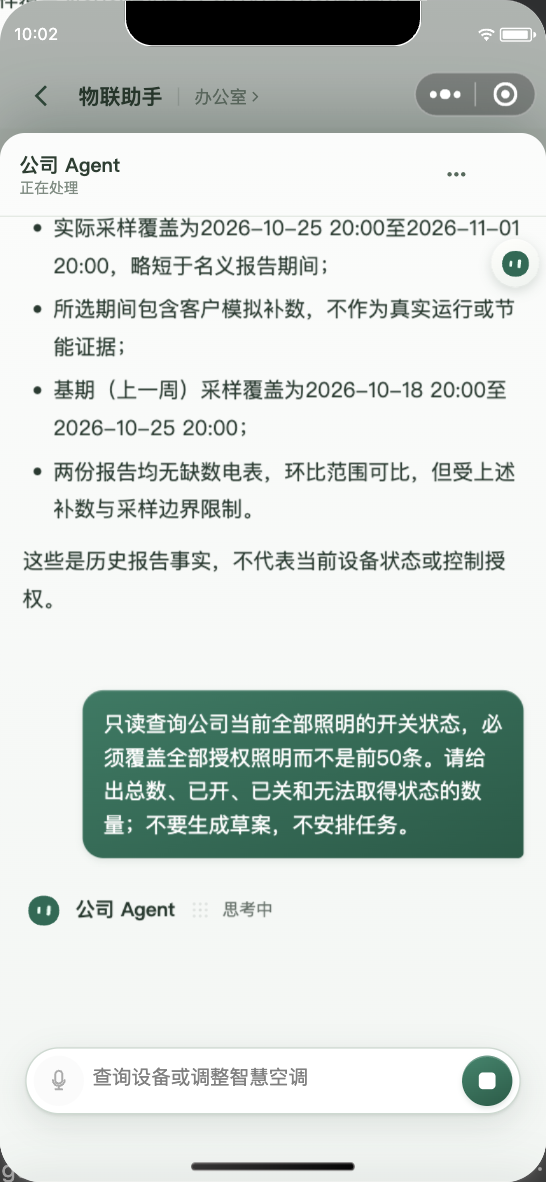 10:02
物联助手
办公室 >
公司 Agent
正在处理
• 实际采样覆盖为2026-10-25 20:00至2026-11-01
20:00，略短于名义报告期间；
• 所选期间包含客户模拟补数，不作为真实运行或节
能证据；
• 基期（上一周）采样覆盖为2026-10-18 20:00至
2026-10-25 20:00；
• 两份报告均无缺数电表，环比范围可比，但受上述
补数与采样边界限制。
这些是历史报告事实，不代表当前设备状态或控制授
权。
只读查询公司当前全部照明的开关状态，必
须覆盖全部授权照明而不是前50条。请给
出总数、已开、已关和无法取得状态的数
量；不要生成草案，不安排任务。
公司 Agent
思考中
查询设备或调整智慧空调